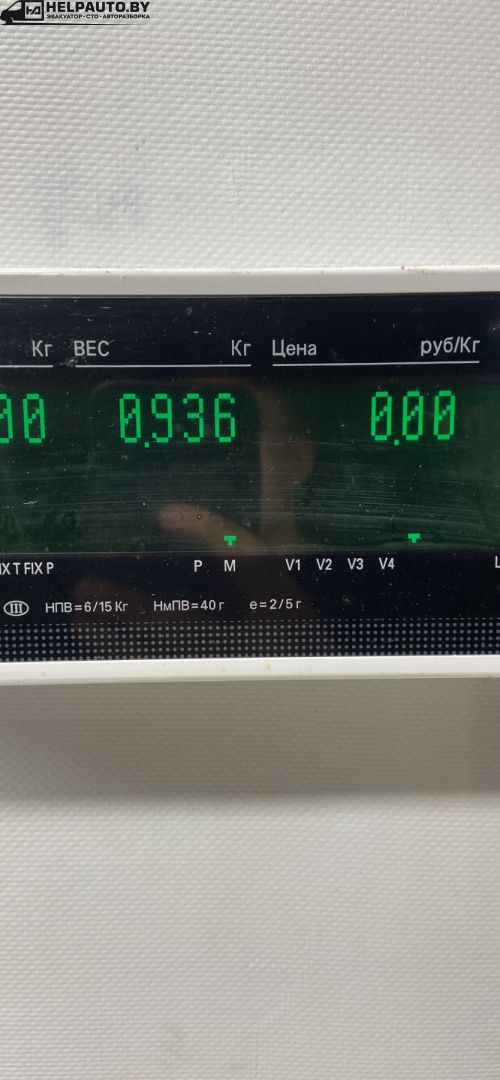 HELPAUTO.BY
ЭВАКУАТОР·СТО·АВТОРАЗБОРКА
Кг ВЕС Кг Цена руб/Кг
00 0.936 0.00
T FIX P P M V1 V2 V3 V4
III НПВ=6/15 Кг НмПВ=40 г е=2/5 г